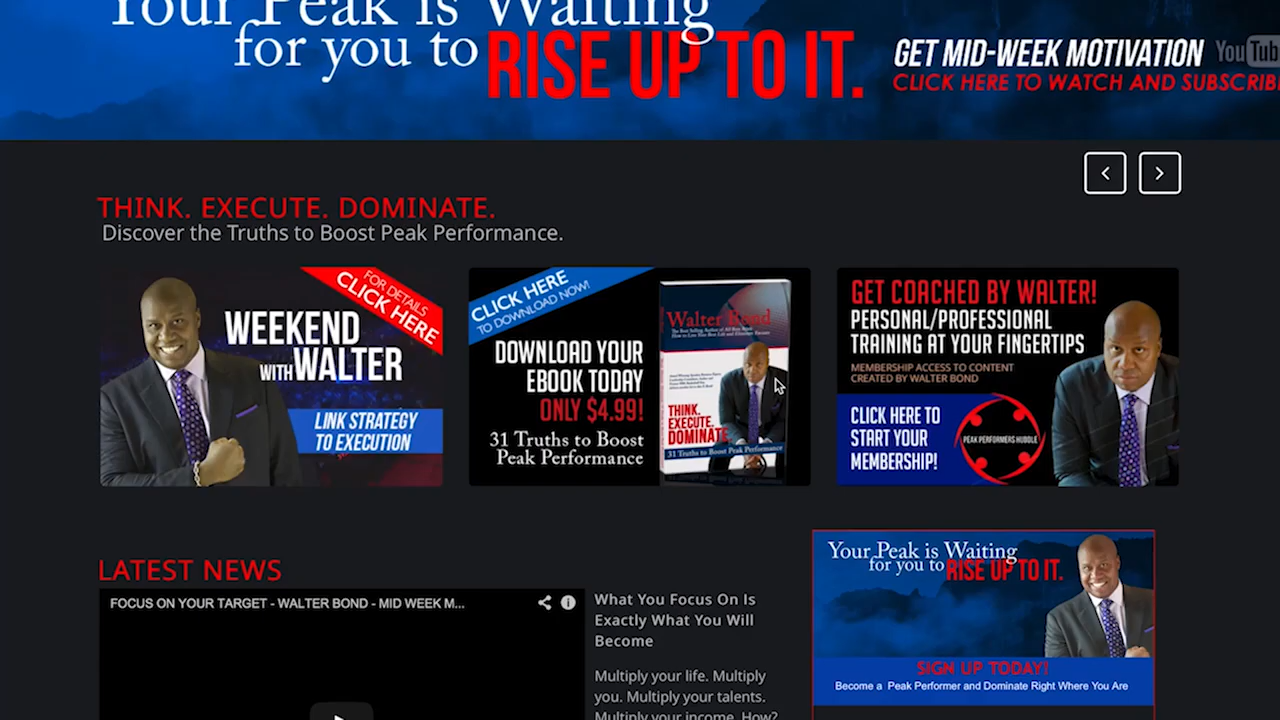 Your Peak is Waiting
for you to RISE UP TO IT.
GET MID-WEEK MOTIVATION YouTub
CLICK HERE TO WATCH AND SUBSCRIBE
THINK. EXECUTE. DOMINATE.
Discover the Truths to Boost Peak Performance.
FOR DETAILS
CLICK HERE
WEEKEND
WITH WALTER
LINK STRATEGY
TO EXECUTION
CLICK HERE
TO DOWNLOAD NOW!
DOWNLOAD YOUR
EBOOK TODAY
ONLY $4.99!
31 Truths to Boost
Peak Performance
Walter Bond
THINK.
EXECUTE.
DOMINATE.
31 Truths to Boost Peak Performance
GET COACHED BY WALTER!
PERSONAL/PROFESSIONAL
TRAINING AT YOUR FINGERTIPS
MEMBERSHIP ACCESS TO CONTENT
CREATED BY WALTER BOND
CLICK HERE TO
START YOUR
MEMBERSHIP!
PEAK PERFORMERS HUDDLE
LATEST NEWS
FOCUS ON YOUR TARGET - WALTER BOND - MID WEEK M...
What You Focus On Is
Exactly What You Will
Become
Multiply your life. Multiply
you. Multiply your talents.
Multiply your income. How?
Your Peak is Waiting
for you to RISE UP TO IT.
SIGN UP TODAY!
Become a Peak Performer and Dominate Right Where You Are